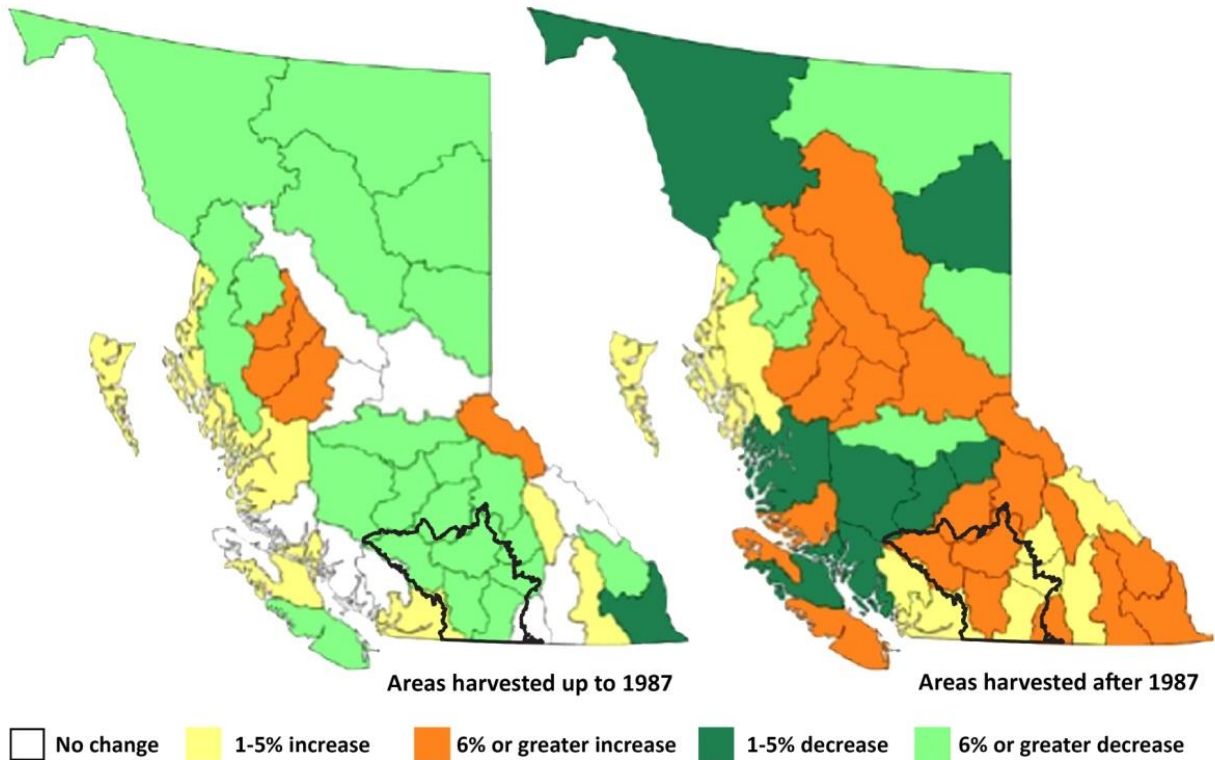 Areas harvested up to 1987
Areas harvested after 1987
No change
1-5% increase
6% or greater increase
1-5% decrease
6% or greater decrease